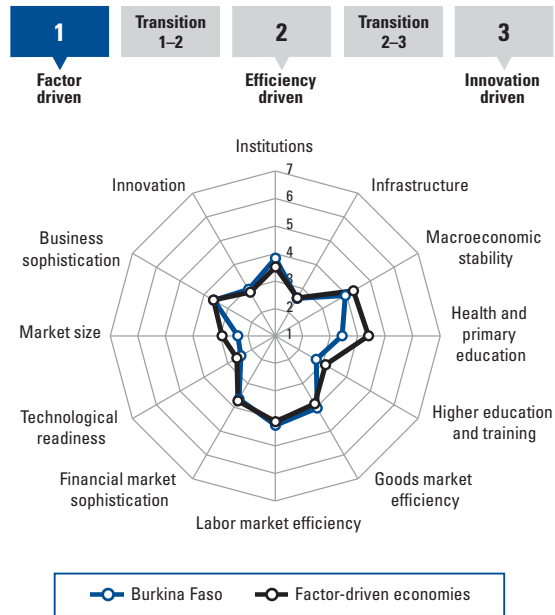 1
Transition
1–2
2
Transition
2–3
3
Factor
driven
Efficiency
driven
Innovation
driven
Institutions
7
Innovation
Infrastructure
6
5
Business
sophistication
Macroeconomic
stability
4
3
2
Market size
1
Health and
primary
education
Technological
readiness
Higher education
and training
Financial market
sophistication
Goods market
efficiency
Labor market efficiency
Burkina Faso
Factor-driven economies